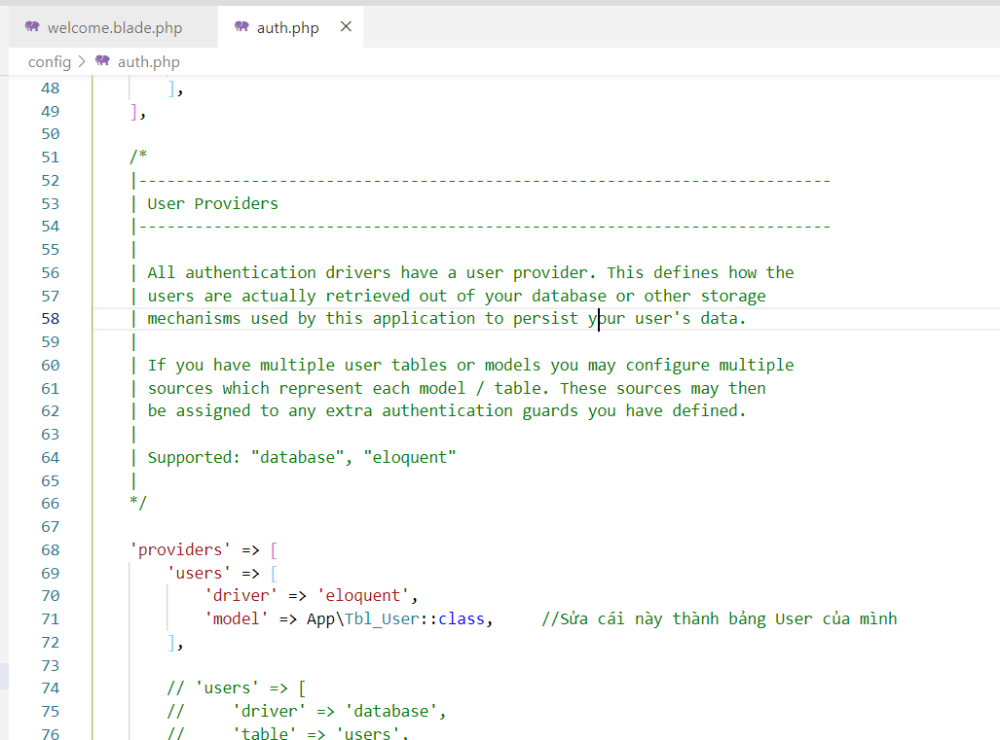 welcome.blade.php auth.php
config > auth.php
48 ],
49 ],
50
51 /*
52 |--------------------------------------------------------------------------
53 | User Providers
54 |--------------------------------------------------------------------------
55 |
56 | All authentication drivers have a user provider. This defines how the
57 | users are actually retrieved out of your database or other storage
58 | mechanisms used by this application to persist your user's data.
59 |
60 | If you have multiple user tables or models you may configure multiple
61 | sources which represent each model / table. These sources may then
62 | be assigned to any extra authentication guards you have defined.
63 |
64 | Supported: "database", "eloquent"
65 |
66 */
67
68 'providers' => [
69 'users' => [
70 'driver' => 'eloquent',
71 'model' => App\Tbl_User::class, //Sửa cái này thành bảng User của mình
72 ],
73
74 // 'users' => [
75 // 'driver' => 'database',
76 // 'table' => 'users',